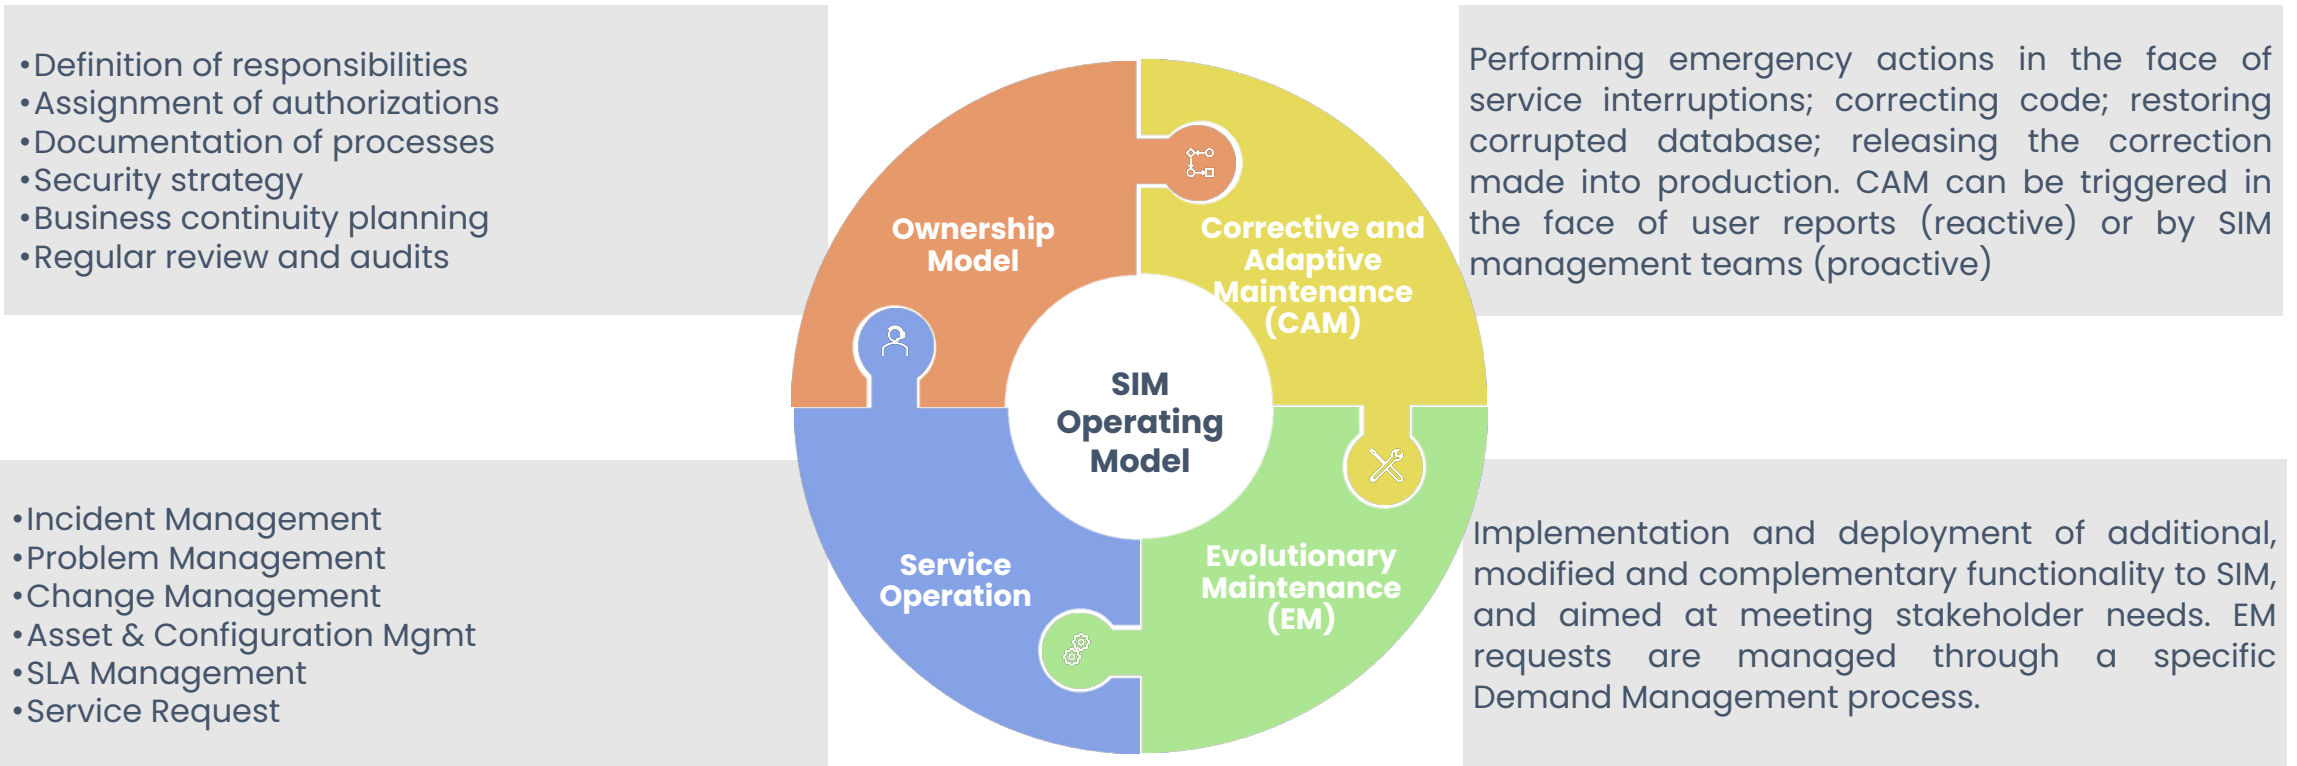 •Definition of responsibilities
•Assignment of authorizations
•Documentation of processes
•Security strategy
•Business continuity planning
•Regular review and audits
Ownership
Model
Corrective and
Adaptive
Maintenance
(CAM)
Performing emergency actions in the face of
service interruptions; correcting code; restoring
corrupted database; releasing the correction
made into production. CAM can be triggered in
the face of user reports (reactive) or by SIM
management teams (proactive)
SIM
Operating
Model
•Incident Management
•Problem Management
•Change Management
•Asset & Configuration Mgmt
•SLA Management
•Service Request
Service
Operation
Evolutionary
Maintenance
(EM)
Implementation and deployment of additional,
modified and complementary functionality to SIM,
and aimed at meeting stakeholder needs. EM
requests are managed through a specific
Demand Management process.